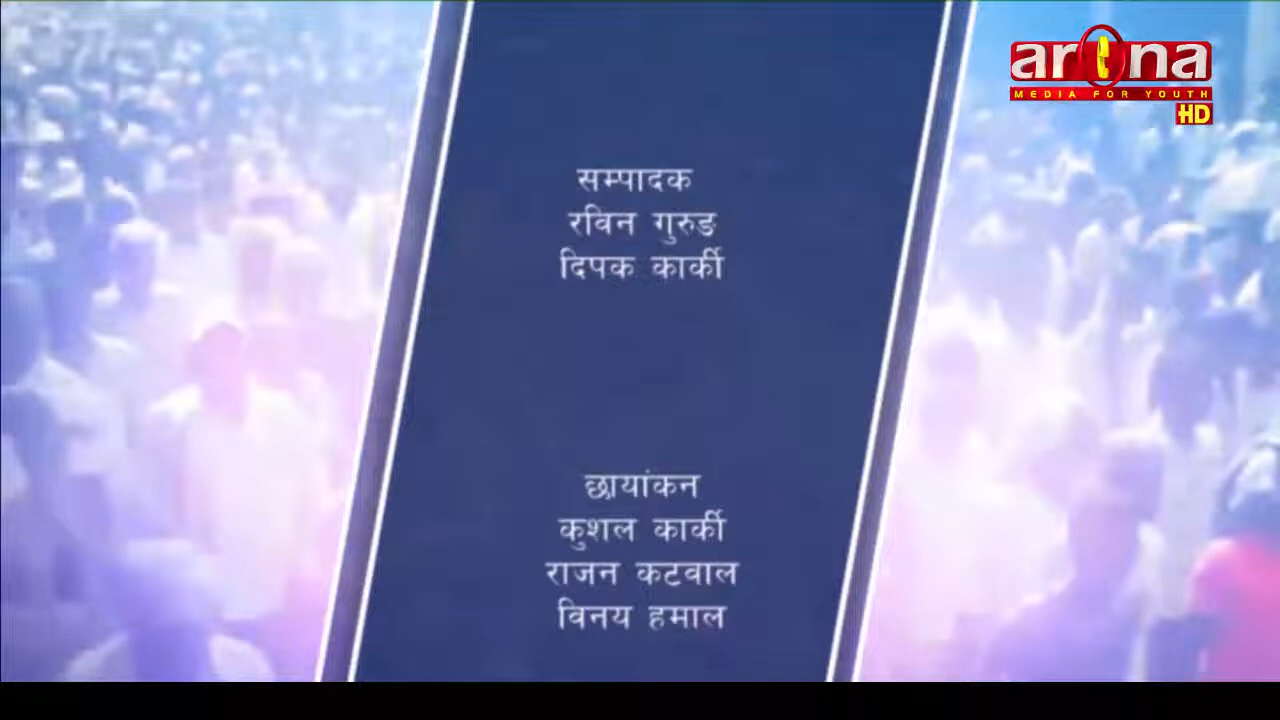 arena
MEDIA FOR YOUTH
HD
सम्पादक
रविन गुरुङ
दिपक कार्की
छायांकन
कुशल कार्की
राजन कटवाल
विनय हमाल